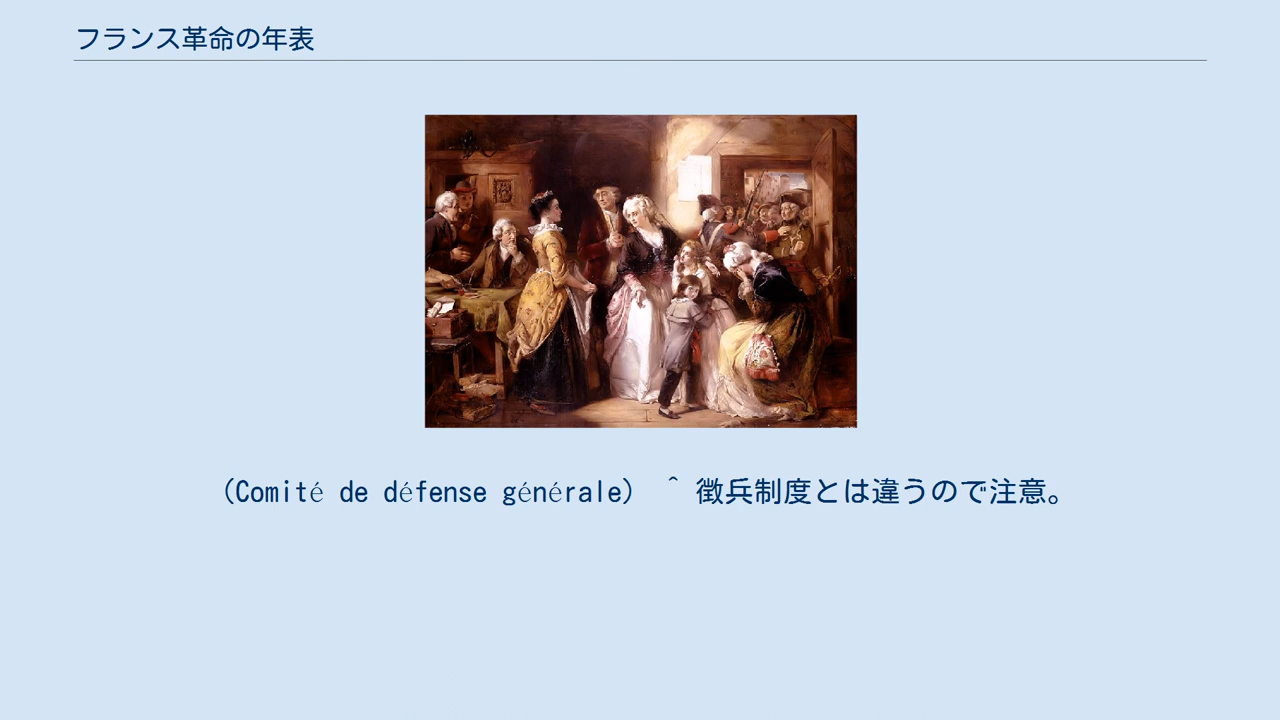 フランス革命の年表
（Comité de défense générale） ^ 徴兵制度とは違うので注意。